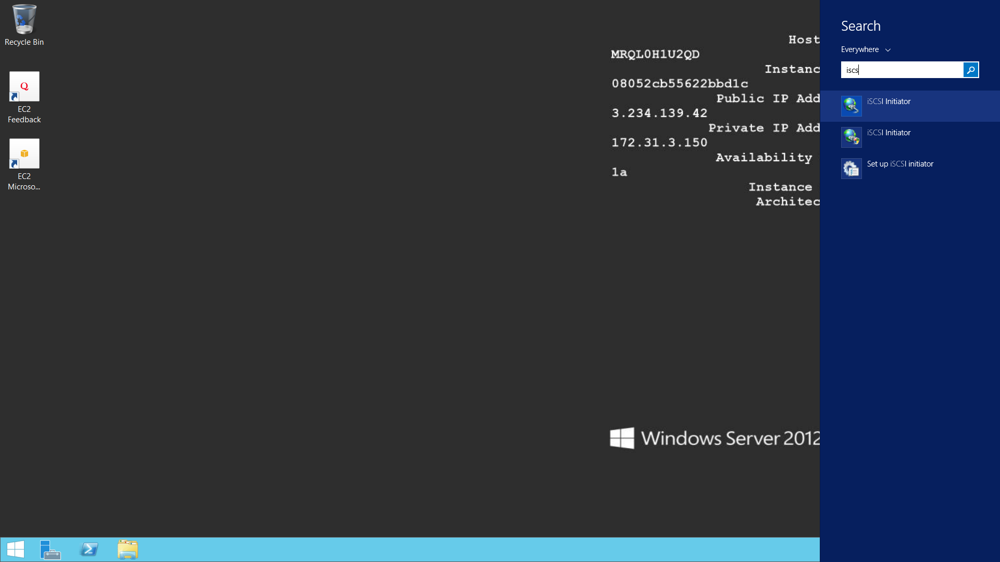 Recycle Bin
EC2
Feedback
EC2
Microso...
Host
MRQL0H1U2QD
Instanc
08052cb55622bbd1c
Public IP Add
3.234.139.42
Private IP Add
172.31.3.150
Availability
1a
Instance
Architec
Windows Server 2012
Search
Everywhere
iscs
iSCSI Initiator
iSCSI Initiator
Set up iSCSI initiator